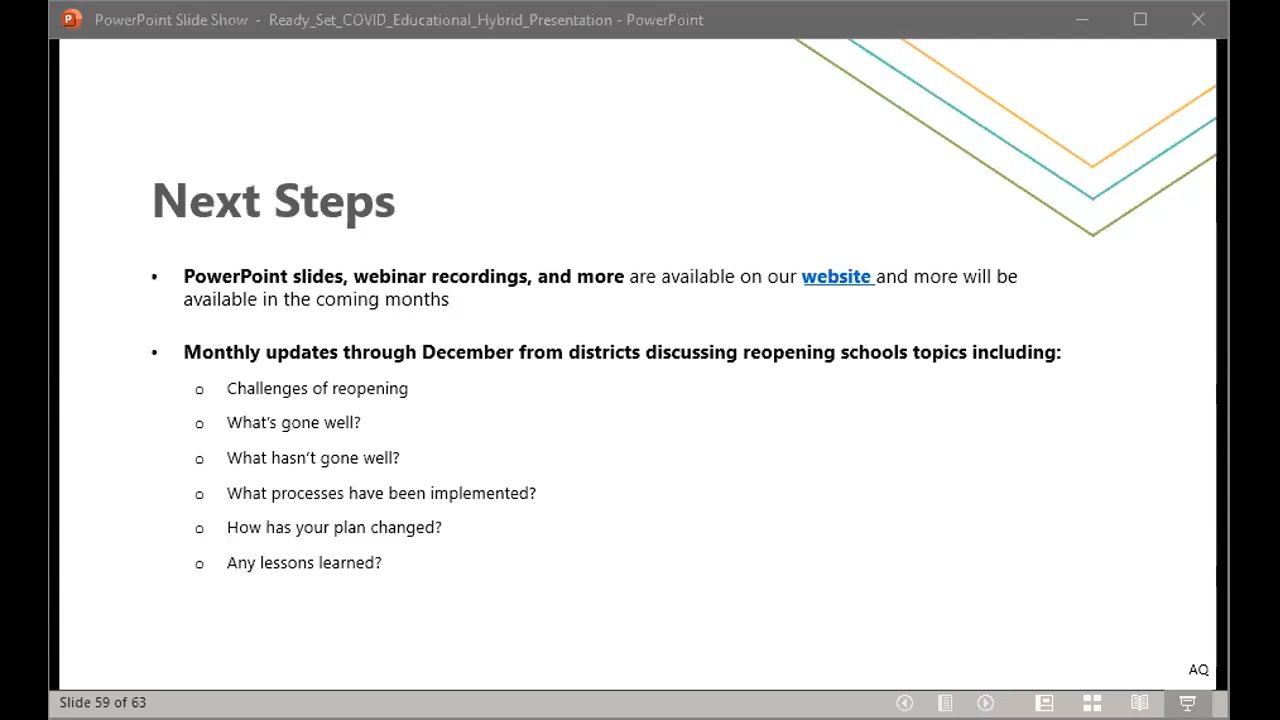 PowerPoint Slide Show - Ready_Set_COVID_Educational_Hybrid_Presentation - PowerPoint
Next Steps
• PowerPoint slides, webinar recordings, and more are available on our website and more will be
available in the coming months
• Monthly updates through December from districts discussing reopening schools topics including:
o Challenges of reopening
o What's gone well?
o What hasn't gone well?
o What processes have been implemented?
o How has your plan changed?
o Any lessons learned?
AQ
Slide 59 of 63